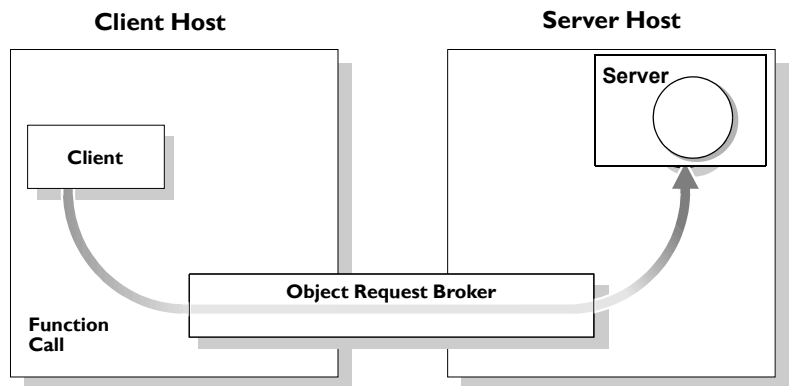 Client Host
Server Host
Server
Client
Object Request Broker
Function
Call